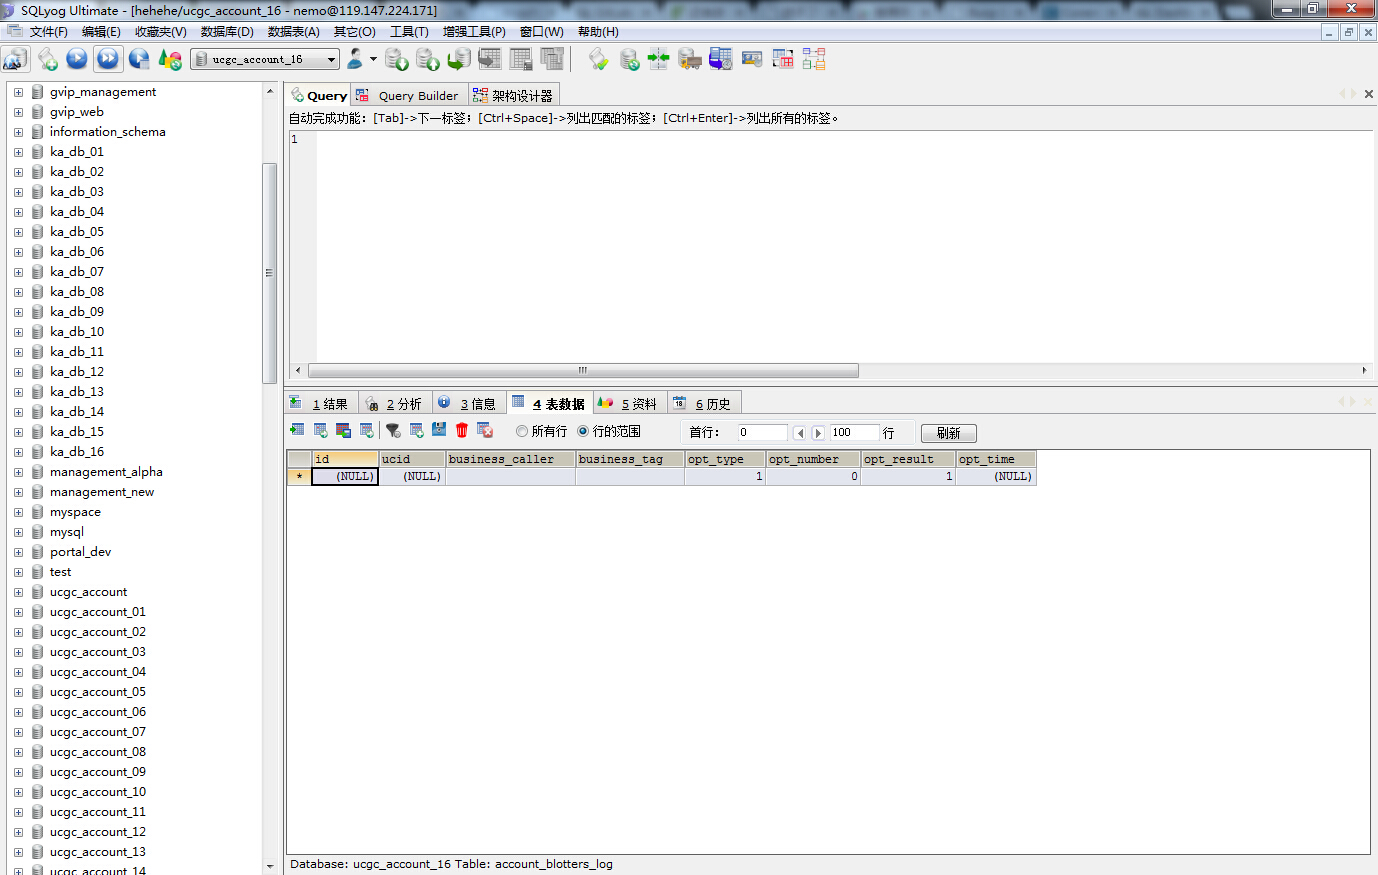 SQLyog Ultimate - [hehehe/ucgc_account_16 - nemo@119.147.224.171]
文件(F) 编辑(E) 收藏夹(V) 数据库(D) 数据表(A) 其它(O) 工具(T) 增强工具(P) 窗口(W) 帮助(H)
ucgc_account_16
gvip_management
gvip_web
information_schema
ka_db_01
ka_db_02
ka_db_03
ka_db_04
ka_db_05
ka_db_06
ka_db_07
ka_db_08
ka_db_09
ka_db_10
ka_db_11
ka_db_12
ka_db_13
ka_db_14
ka_db_15
ka_db_16
management_alpha
management_new
myspace
mysql
portal_dev
test
ucgc_account
ucgc_account_01
ucgc_account_02
ucgc_account_03
ucgc_account_04
ucgc_account_05
ucgc_account_06
ucgc_account_07
ucgc_account_08
ucgc_account_09
ucgc_account_10
ucgc_account_11
ucgc_account_12
ucgc_account_13
ucgc_account_14
Query Query Builder 架构设计器
自动完成功能: [Tab]->下一标签; [Ctrl+Space]->列出匹配的标签; [Ctrl+Enter]->列出所有的标签。
1
1 结果 2 分析 3 信息 4 表数据 5 资料 6 历史
所有行 行的范围 首行: 0 100 行 刷新
id ucid business_caller business_tag opt_type opt_number opt_result opt_time
* (NULL) (NULL) 1 0 1 (NULL)
Database: ucgc_account_16 Table: account_blotters_log